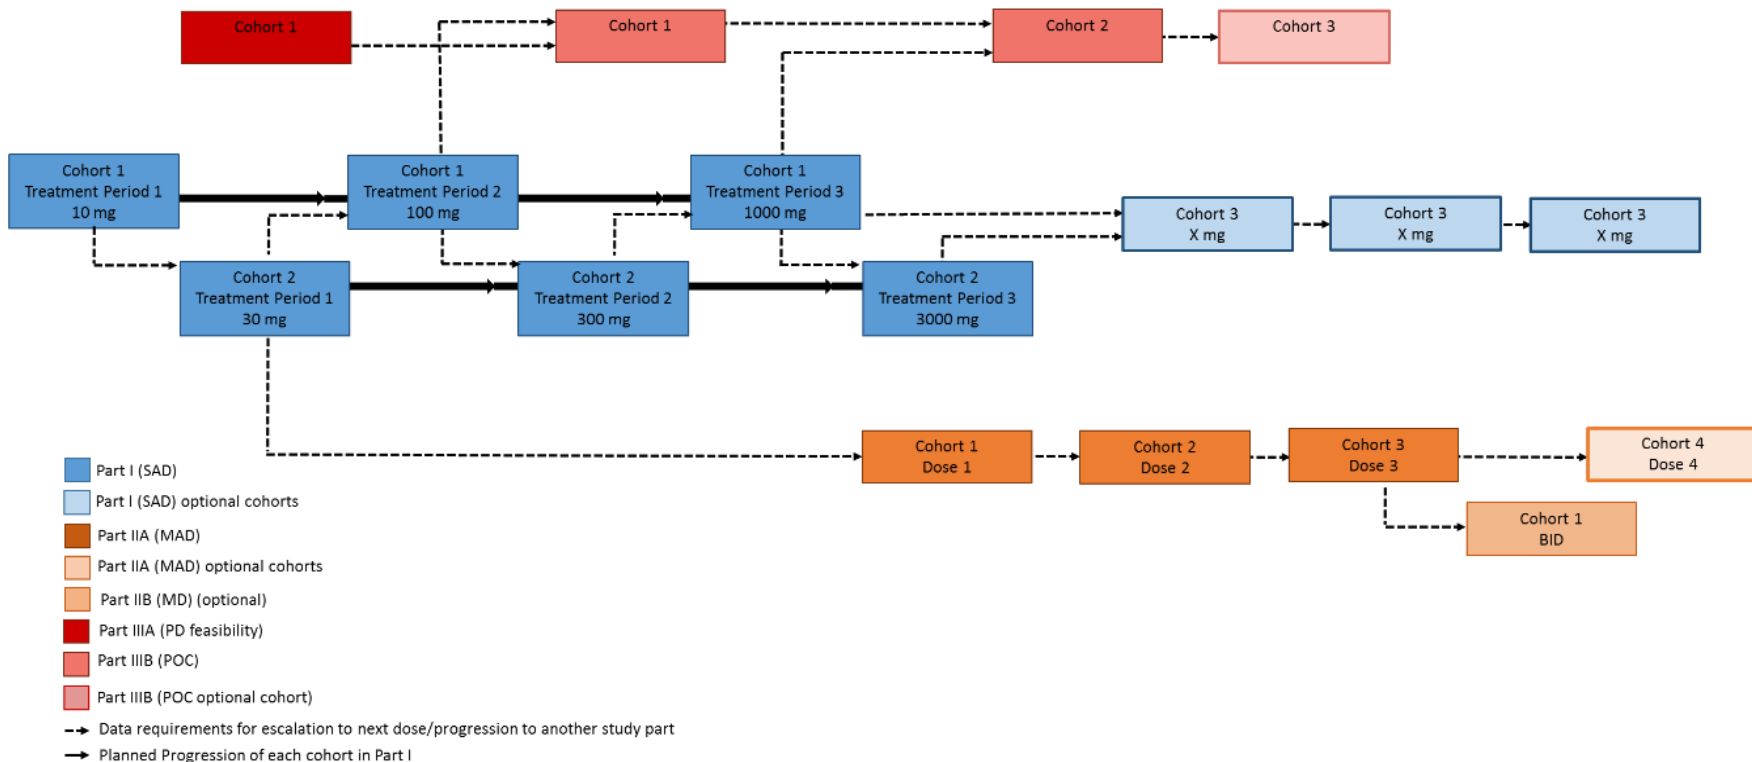 Cohort 1
Cohort 1
Cohort 2
Cohort 3
Cohort 1
Treatment Period 1
10 mg
Cohort 1
Treatment Period 2
100 mg
Cohort 1
Treatment Period 3
1000 mg
Cohort 3
X mg
Cohort 3
X mg
Cohort 3
X mg
Cohort 2
Treatment Period 1
30 mg
Cohort 2
Treatment Period 2
300 mg
Cohort 2
Treatment Period 3
3000 mg
Cohort 1
Dose 1
Cohort 2
Dose 2
Cohort 3
Dose 3
Cohort 4
Dose 4
Cohort 1
BID
Part I (SAD)
Part I (SAD) optional cohorts
Part IIA (MAD)
Part IIA (MAD) optional cohorts
Part IIB (MD) (optional)
Part IIIA (PD feasibility)
Part IIIB (POC)
Part IIIB (POC optional cohort)
Data requirements for escalation to next dose/progression to another study part
Planned Progression of each cohort in Part I